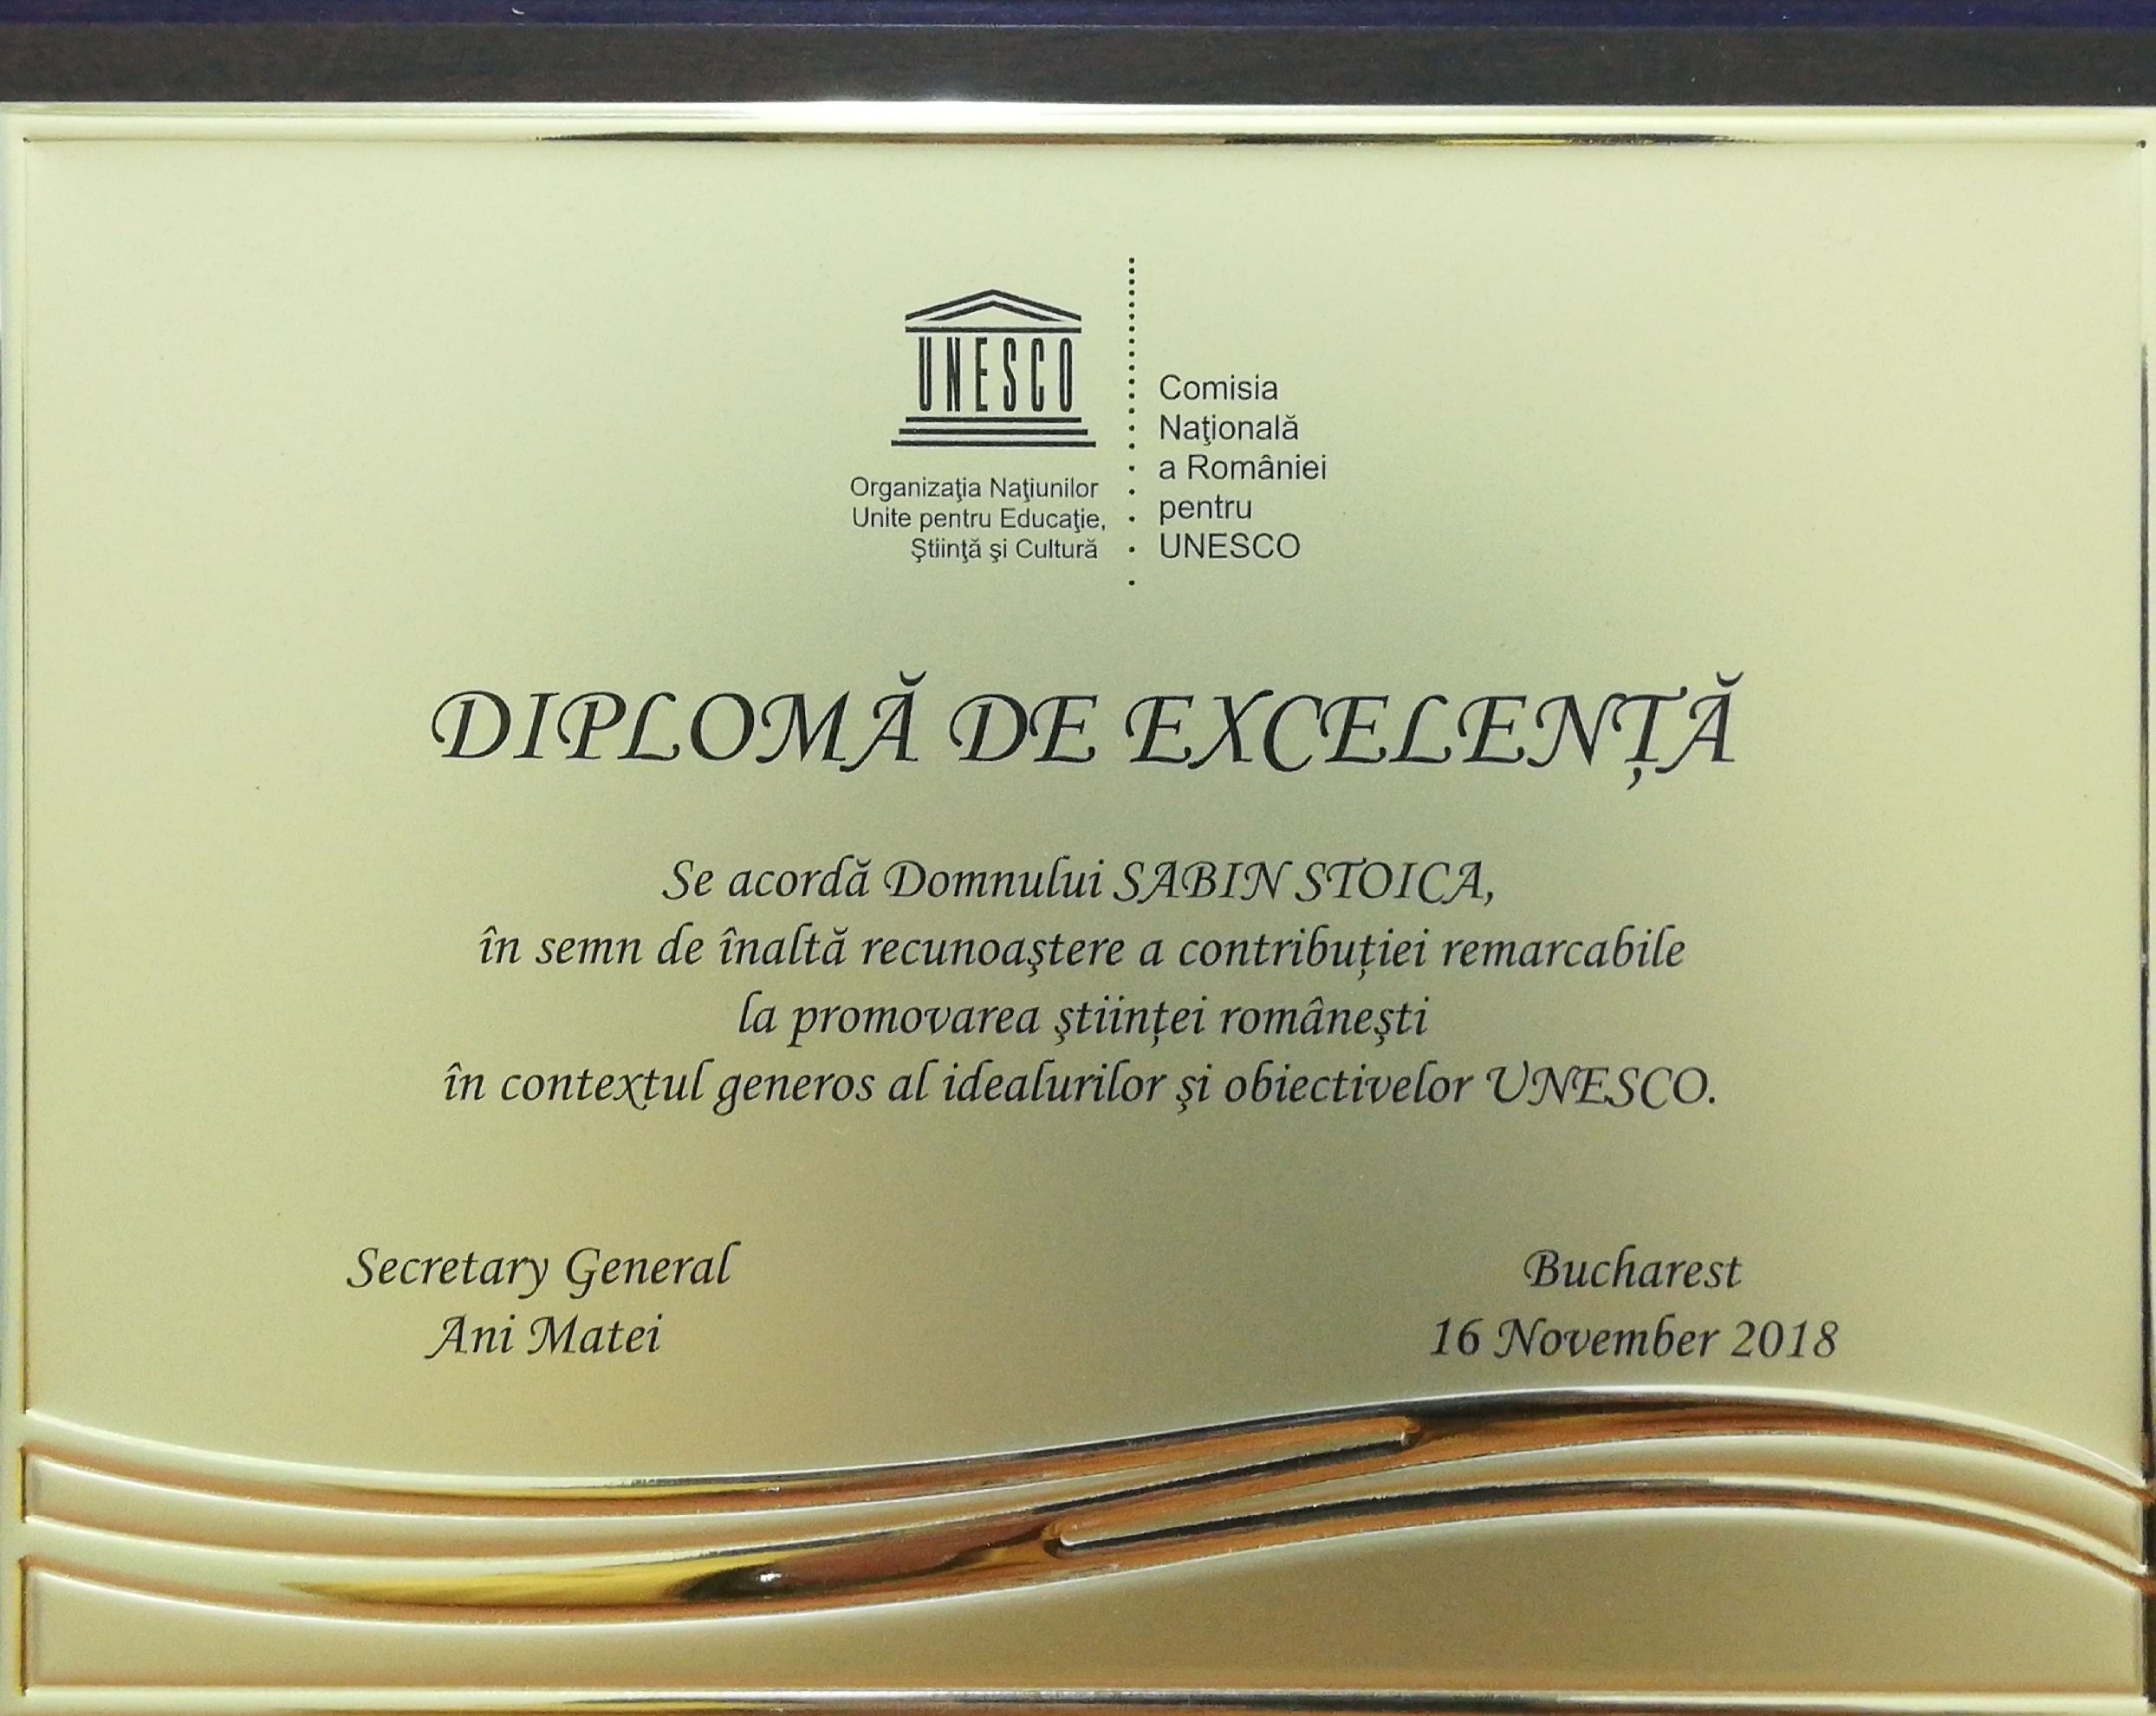 UNESCO
Organizaţia Naţiunilor
Unite pentru Educaţie,
Ştiinţă şi Cultură
Comisia
Naţională
a României
pentru
UNESCO
DIPLOMĂ DE EXCELENȚĂ
Se acordă Domnului SABIN STOICA,
în semn de înaltă recunoaştere a contribuției remarcabile
la promovarea ştiinței româneşti
în contextul generos al idealurilor şi obiectivelor UNESCO.
Secretary General
Ani Matei
Bucharest
16 November 2018